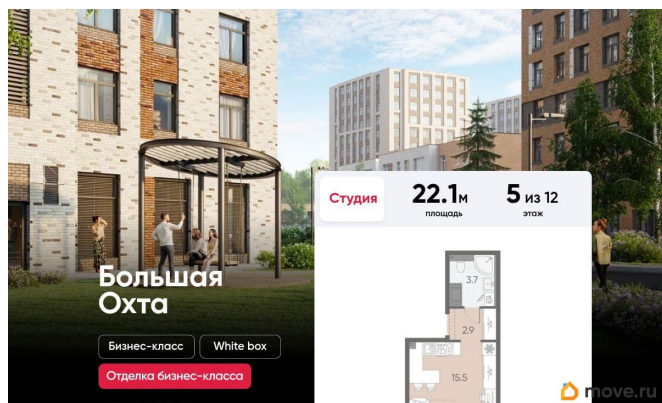 Студия
22.1м
площадь
5 из 12
этаж
3.7
2.9
15.5
Большая
Охта
Бизнес-класс
White box
Отделка бизнес-класса
move.ru